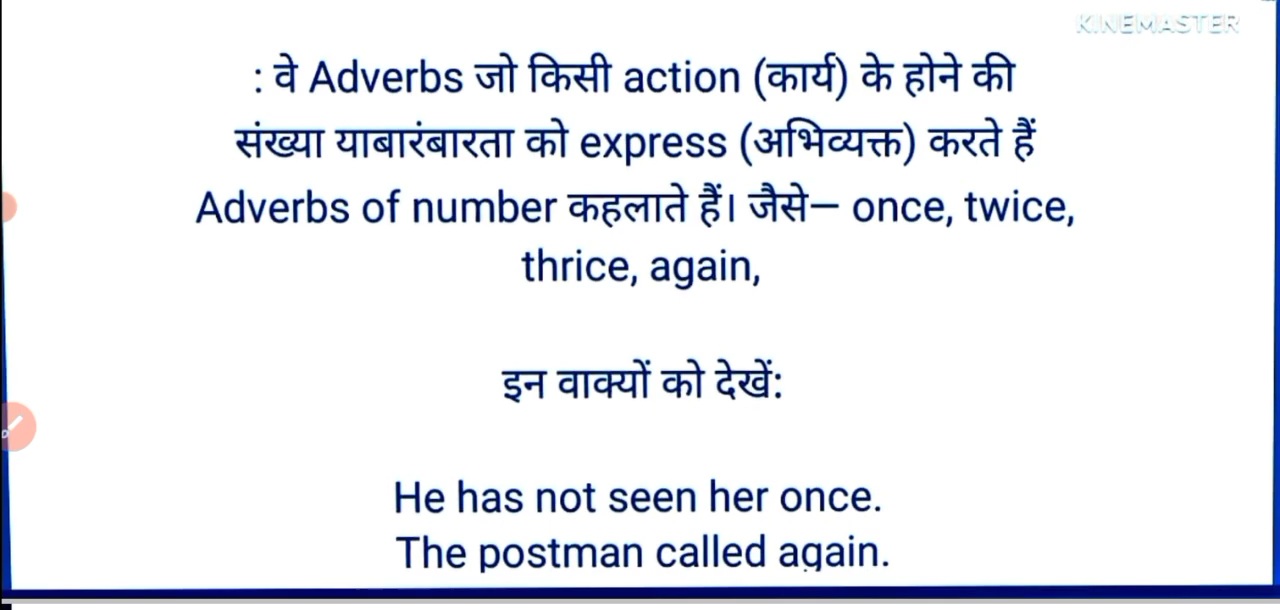 KINEMASTER
: वे Adverbs जो किसी action (कार्य) के होने की
संख्या याबारंबारता को express (अभिव्यक्त) करते हैं
Adverbs of number कहलाते हैं। जैसे– once, twice,
thrice, again,
इन वाक्यों को देखें:
He has not seen her once.
The postman called again.